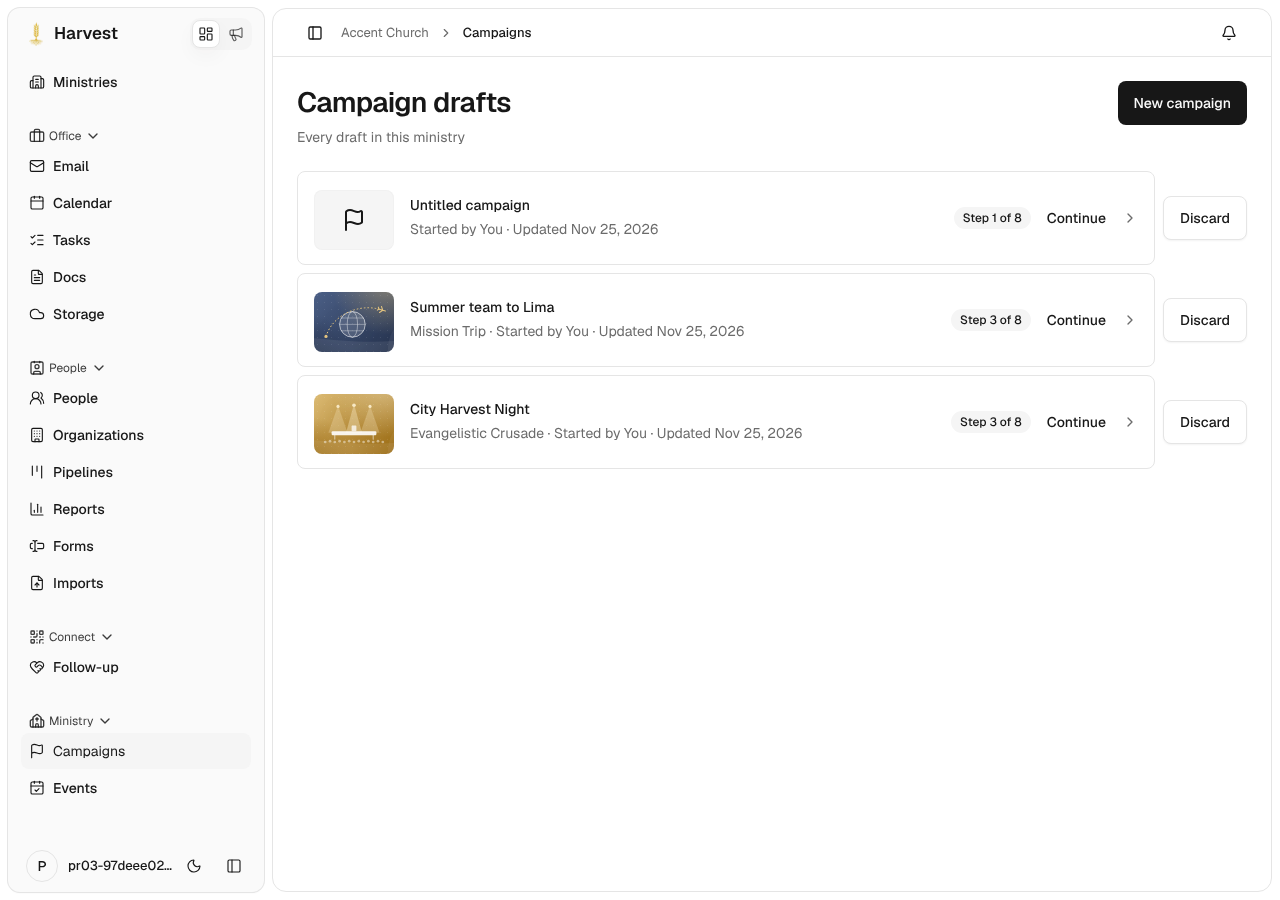 Harvest
Ministries
Office
Email
Calendar
Tasks
Docs
Storage
People
People
Organizations
Pipelines
Reports
Forms
Imports
Connect
Follow-up
Ministry
Campaigns
Events
P
pr03-97deee02…
Accent Church > Campaigns
Campaign drafts
New campaign
Every draft in this ministry
Untitled campaign
Started by You · Updated Nov 25, 2026
Step 1 of 8
Continue
Discard
Summer team to Lima
Mission Trip · Started by You · Updated Nov 25, 2026
Step 3 of 8
Continue
Discard
City Harvest Night
Evangelistic Crusade · Started by You · Updated Nov 25, 2026
Step 3 of 8
Continue
Discard